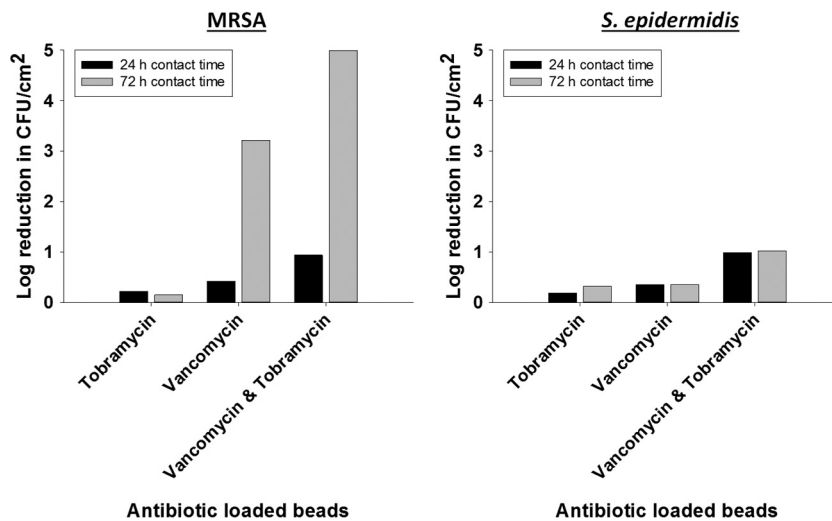 MRSA
5
4
3
2
1
0
Log reduction in CFU/cm2
24 h contact time
72 h contact time
Tobramycin
Vancomycin
Vancomycin & Tobramycin
Antibiotic loaded beads
S. epidermidis
5
4
3
2
1
0
Log reduction in CFU/cm2
24 h contact time
72 h contact time
Tobramycin
Vancomycin
Vancomycin & Tobramycin
Antibiotic loaded beads